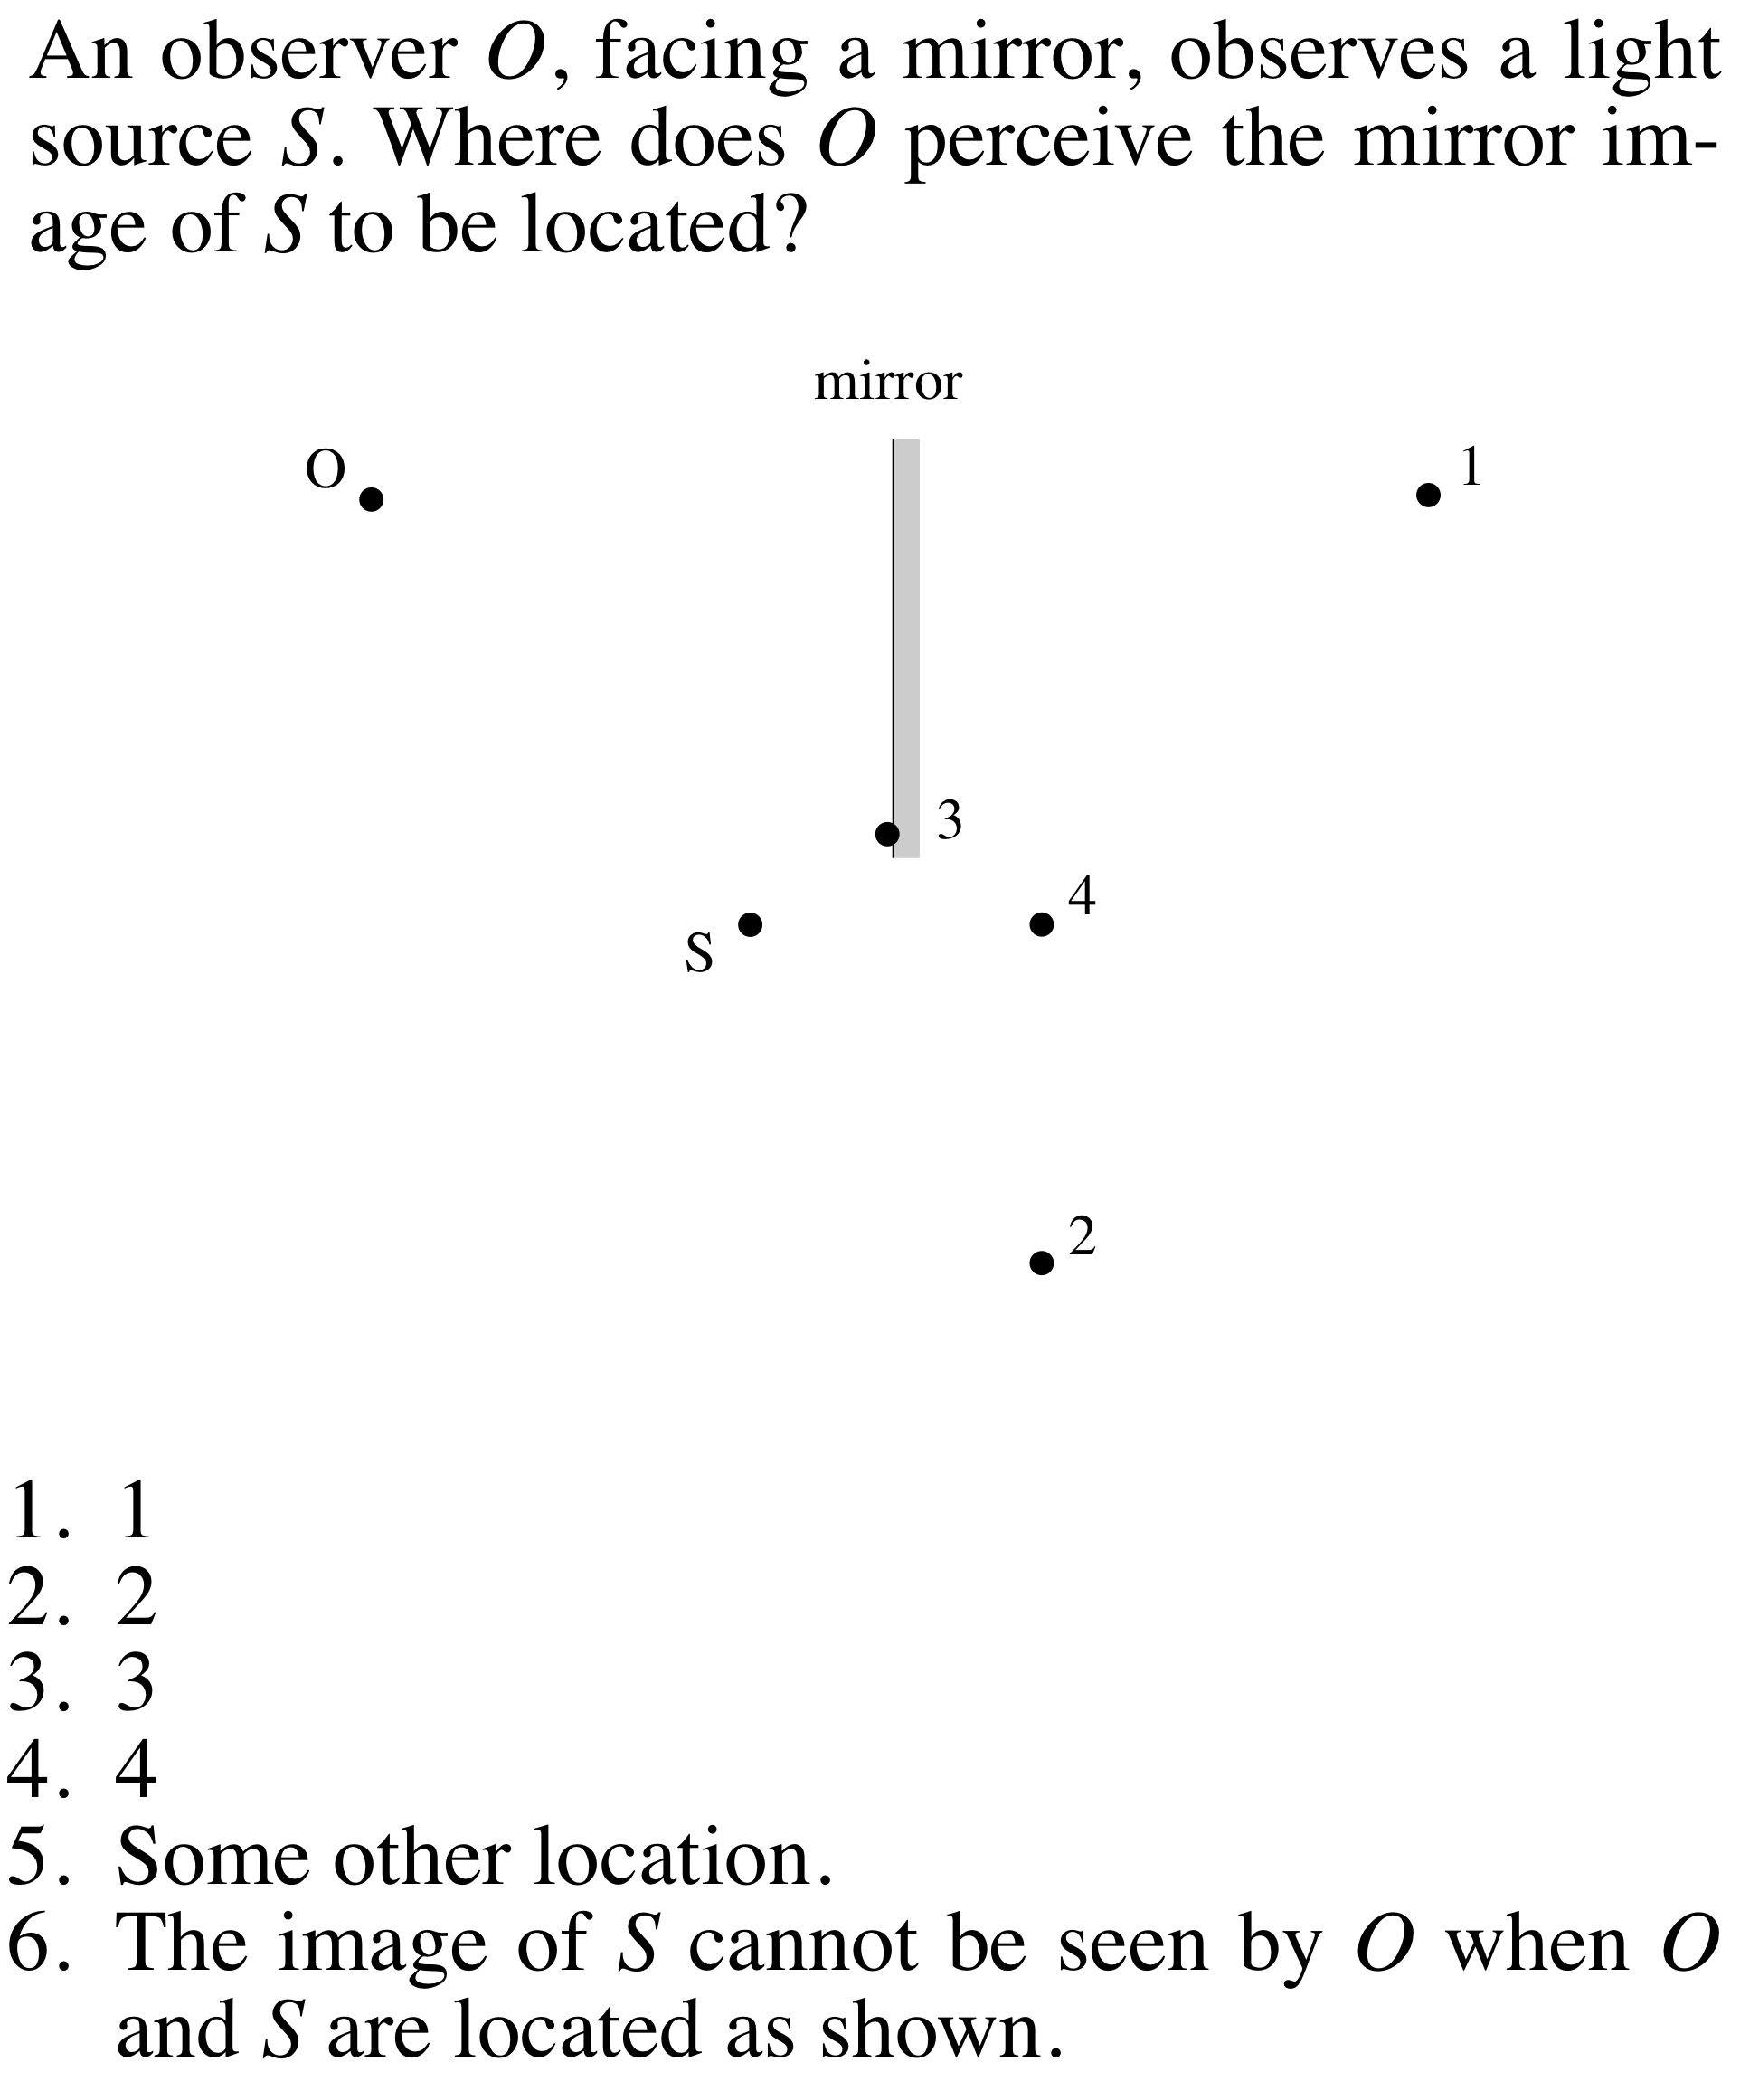 An observer O, facing a mirror, observes a light
source S. Where does O perceive the mirror im-
age of S to be located?
mirror
O
1
3
4
S
2
1. 1
2. 2
3. 3
4. 4
5. Some other location.
6. The image of S cannot be seen by O when O
and S are located as shown.